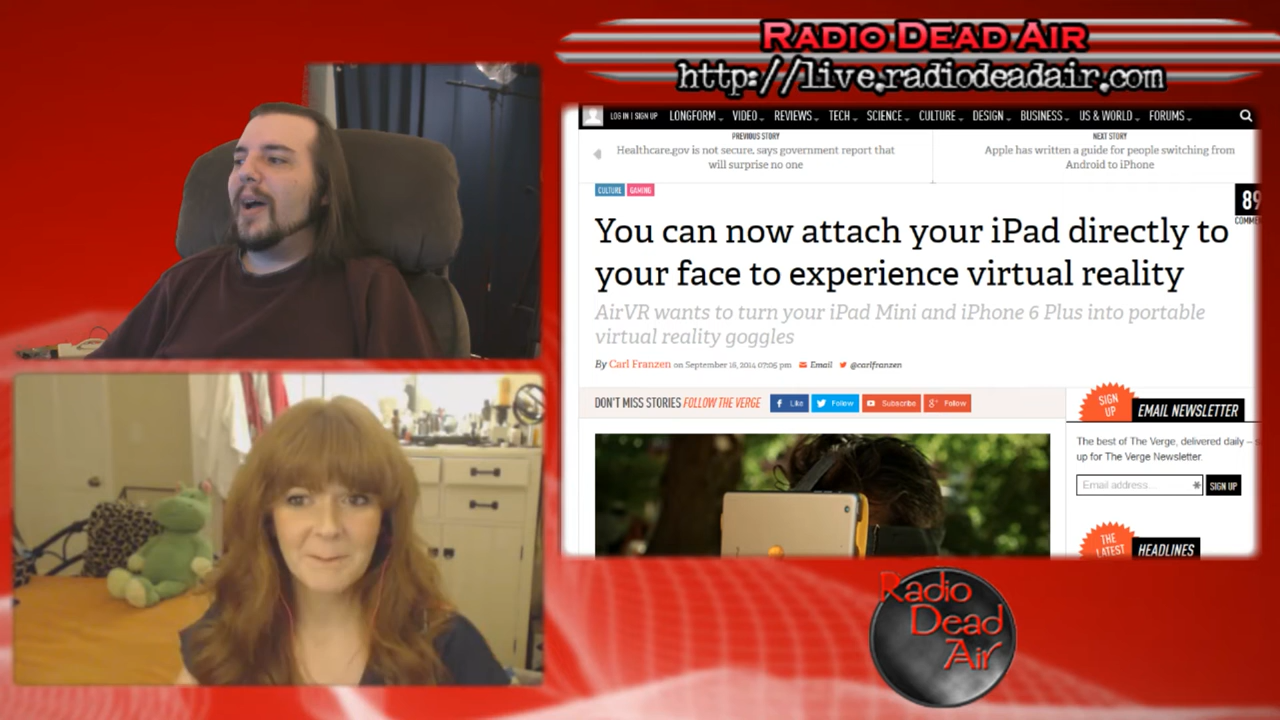 Radio Dead Air
http://live.radiodeadair.com
LOG IN | SIGN UP LONGFORM VIDEO REVIEWS TECH SCIENCE CULTURE DESIGN BUSINESS US & WORLD FORUMS
PREVIOUS STORY
Healthcare.gov is not secure, says government report that
will surprise no one
NEXT STORY
Apple has written a guide for people switching from
Android to iPhone
CULTURE GAMING
89
You can now attach your iPad directly to
your face to experience virtual reality
AirVR wants to turn your iPad Mini and iPhone 6 Plus into portable
virtual reality goggles
By Carl Franzen on September 18, 2014 07:05 pm Email @carlfranzen
DON'T MISS STORIES FOLLOW THE VERGE Like Follow Subscribe Follow
SIGN
UP
EMAIL NEWSLETTER
The best of The Verge, delivered daily –
up for The Verge Newsletter.
Email address.... SIGN UP
THE
LATEST
HEADLINES
Radio
Dead
Air